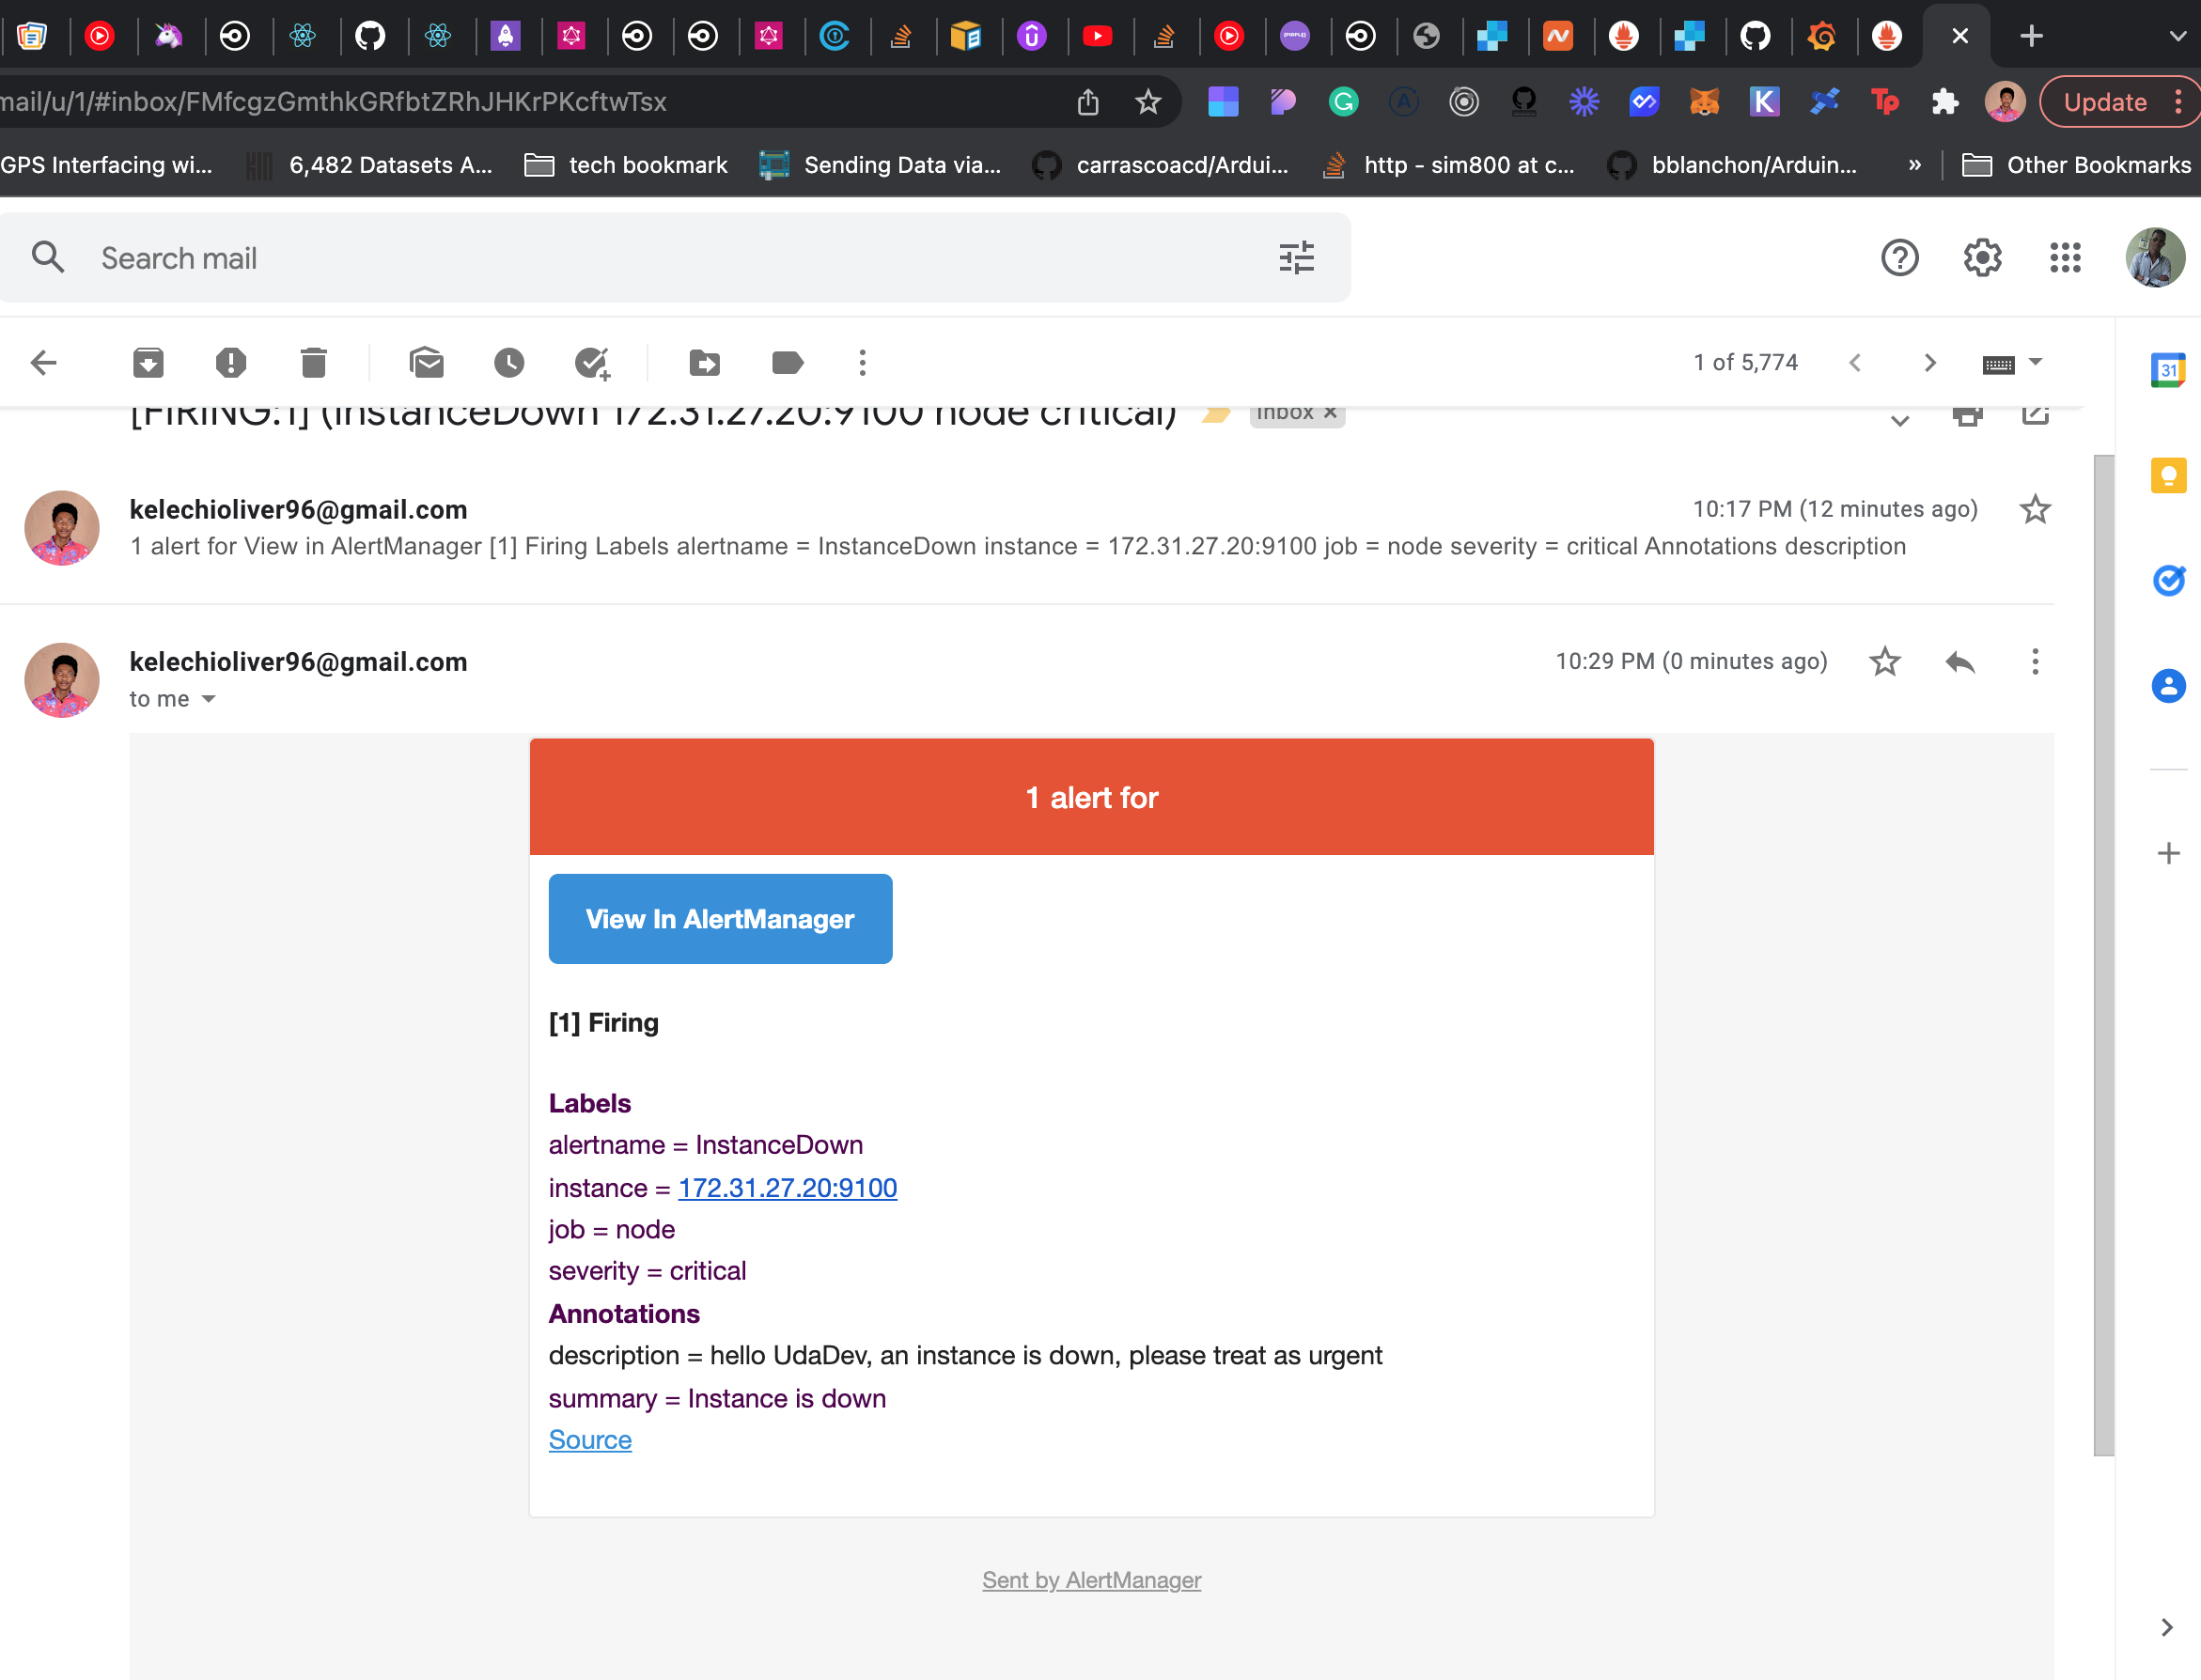 mail/u/1/#inbox/FMfcgzGmthkGRfbtZRhJHKrPKcftwTsx
Update
GPS Interfacing wi...
6,482 Datasets A...
tech bookmark
Sending Data via...
carrascoacd/Ardui...
http - sim800 at c...
bblanchon/Arduin...
»
Other Bookmarks
Search mail
1 of 5,774
31
[FIRING:1] (InstanceDown 172.31.27.20:9100 node critical)
Inbox ×
kelechioliver96@gmail.com
10:17 PM (12 minutes ago)
1 alert for View in AlertManager [1] Firing Labels alertname = InstanceDown instance = 172.31.27.20:9100 job = node severity = critical Annotations description
kelechioliver96@gmail.com
10:29 PM (0 minutes ago)
to me
1 alert for
View In AlertManager
[1] Firing
Labels
alertname = InstanceDown
instance = 172.31.27.20:9100
job = node
severity = critical
Annotations
description = hello UdaDev, an instance is down, please treat as urgent
summary = Instance is down
Source
Sent by AlertManager